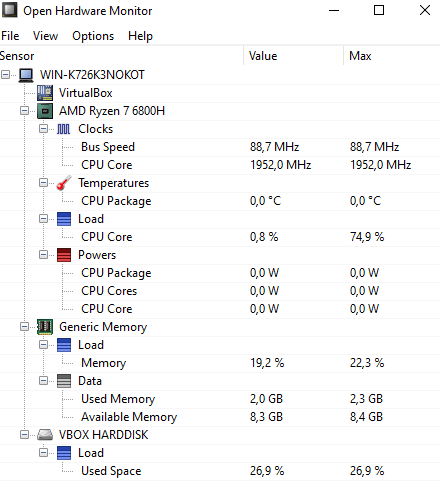 Open Hardware Monitor
File View Options Help
Sensor Value Max
WIN-K726K3NOKOT
VirtualBox
AMD Ryzen 7 6800H
Clocks
Bus Speed 88,7 MHz 88,7 MHz
CPU Core 1952,0 MHz 1952,0 MHz
Temperatures
CPU Package 0,0 °C 0,0 °C
Load
CPU Core 0,8 % 74,9 %
Powers
CPU Package 0,0 W 0,0 W
CPU Cores 0,0 W 0,0 W
CPU Core 0,0 W 0,0 W
Generic Memory
Load
Memory 19,2 % 22,3 %
Data
Used Memory 2,0 GB 2,3 GB
Available Memory 8,3 GB 8,4 GB
VBOX HARDDISK
Load
Used Space 26,9 % 26,9 %